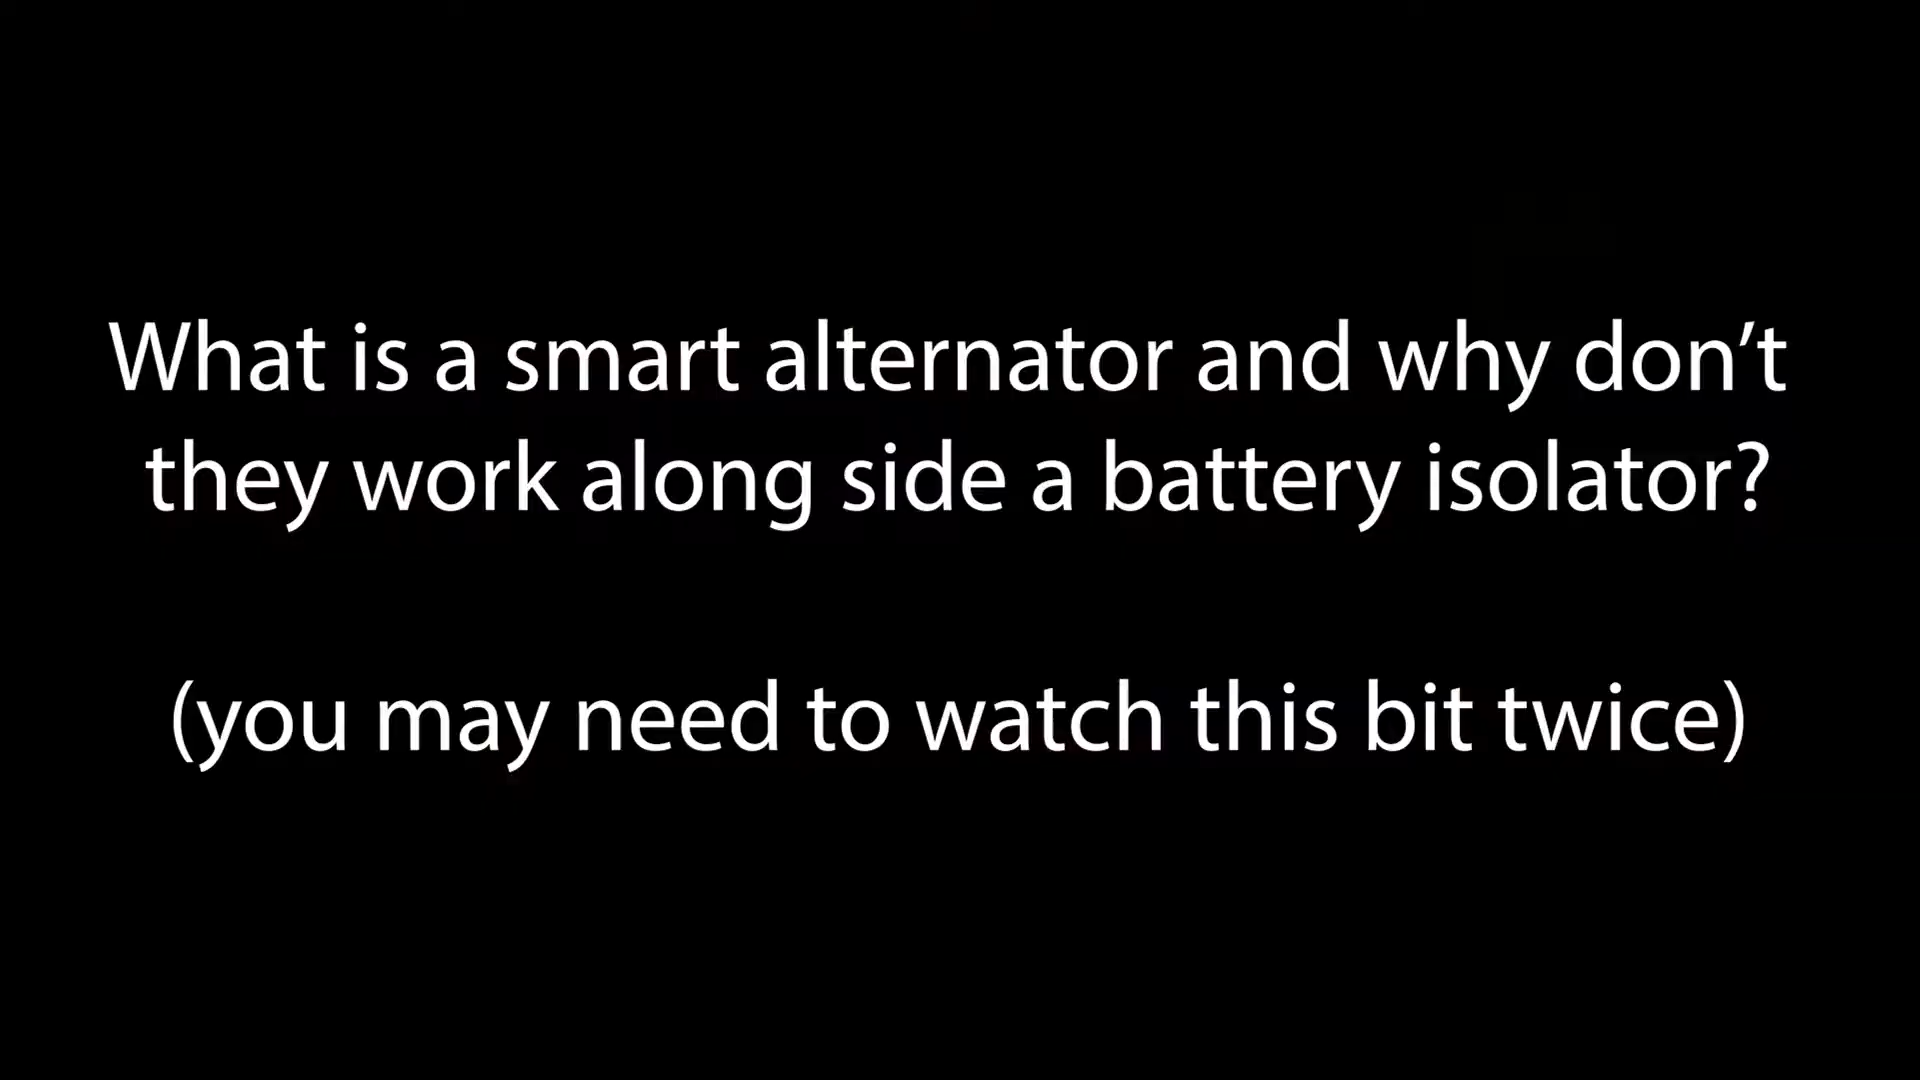 What is a smart alternator and why don’t
they work along side a battery isolator?
(you may need to watch this bit twice)